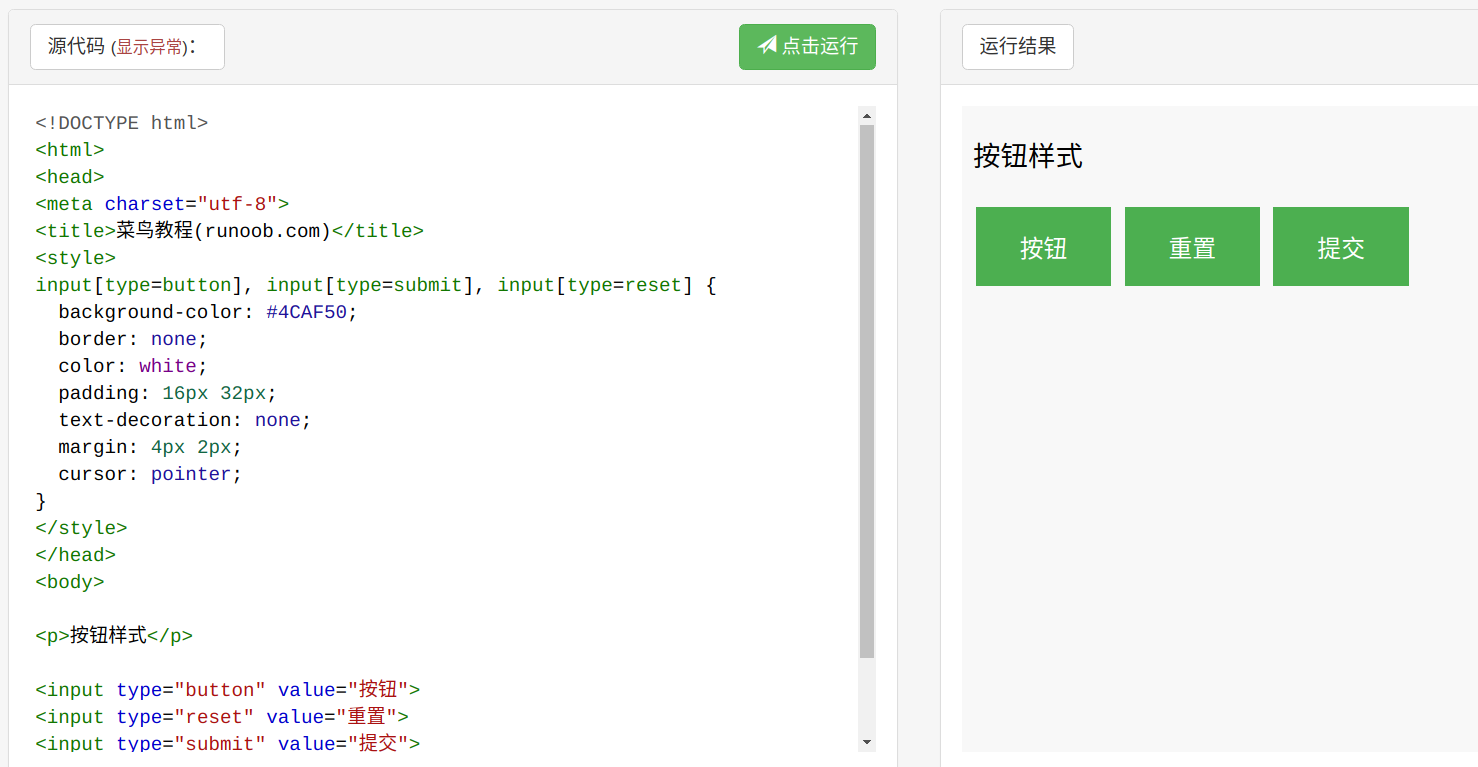 源代码 (显示异常)：
点击运行
<!DOCTYPE html>
<html>
<head>
<meta charset="utf-8">
<title>菜鸟教程(runoob.com)</title>
<style>
input[type=button], input[type=submit], input[type=reset] {
  background-color: #4CAF50;
  border: none;
  color: white;
  padding: 16px 32px;
  text-decoration: none;
  margin: 4px 2px;
  cursor: pointer;
}
</style>
</head>
<body>
<p>按钮样式</p>
<input type="button" value="按钮">
<input type="reset" value="重置">
<input type="submit" value="提交">
运行结果
按钮样式
按钮 重置 提交